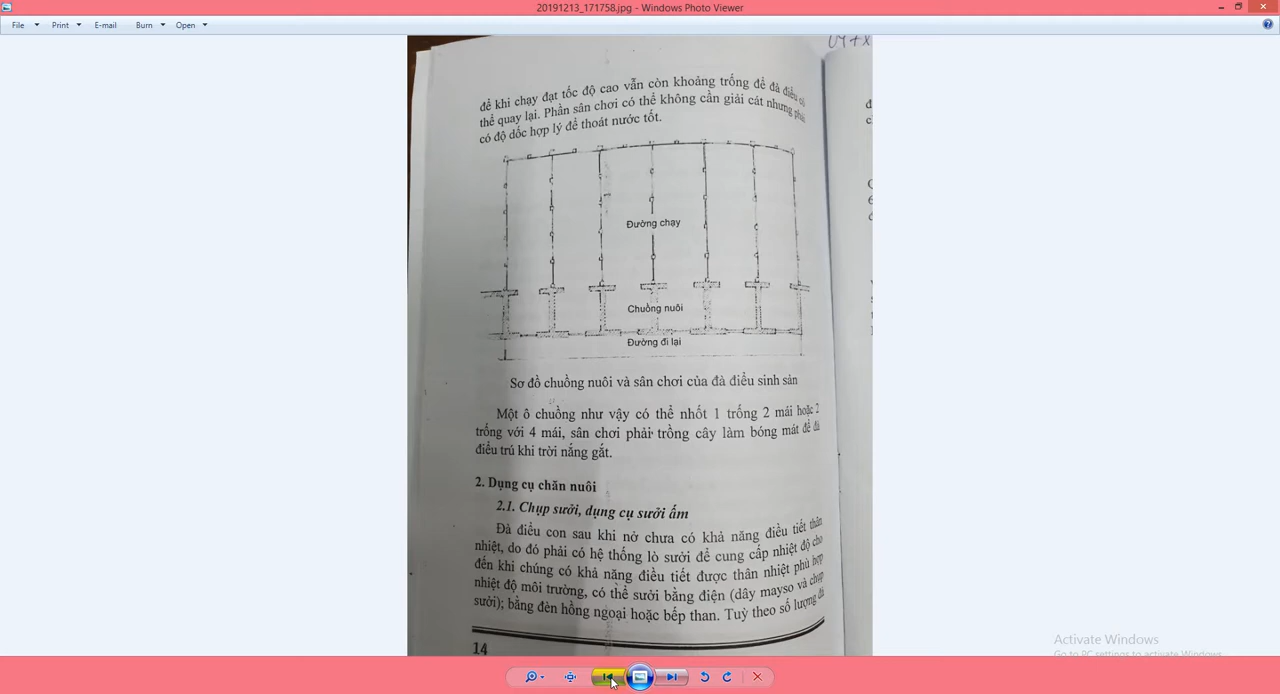 20191213_171758.jpg - Windows Photo Viewer
File Print E-mail Burn Open
để khi chạy đạt tốc độ cao vẫn còn khoảng trống để đà điểu có
thể quay lại. Phần sân chơi có thể không cần giải cát nhưng phải
có độ dốc hợp lý để thoát nước tốt.
Đường chạy
Chuồng nuôi
Đường đi lại
Sơ đồ chuồng nuôi và sân chơi của đà điểu sinh sản
Một ô chuồng như vậy có thể nhốt 1 trống 2 mái hoặc 2
trống với 4 mái, sân chơi phải trồng cây làm bóng mát để đà
điểu trú khi trời nắng gắt.
2. Dụng cụ chăn nuôi
2.1. Chụp sưởi, dụng cụ sưởi ấm
Đà điểu con sau khi nở chưa có khả năng điều tiết thân
nhiệt, do đó phải có hệ thống lò sưởi để cung cấp nhiệt độ cho
đến khi chúng có khả năng điều tiết được thân nhiệt phù hợp
nhiệt độ môi trường, có thể sưởi bằng điện (dây mayso và chụp
sưởi); bằng đèn hồng ngoại hoặc bếp than. Tuỳ theo số lượng đà
14
Activate Windows
Go to PC settings to activate Windows.